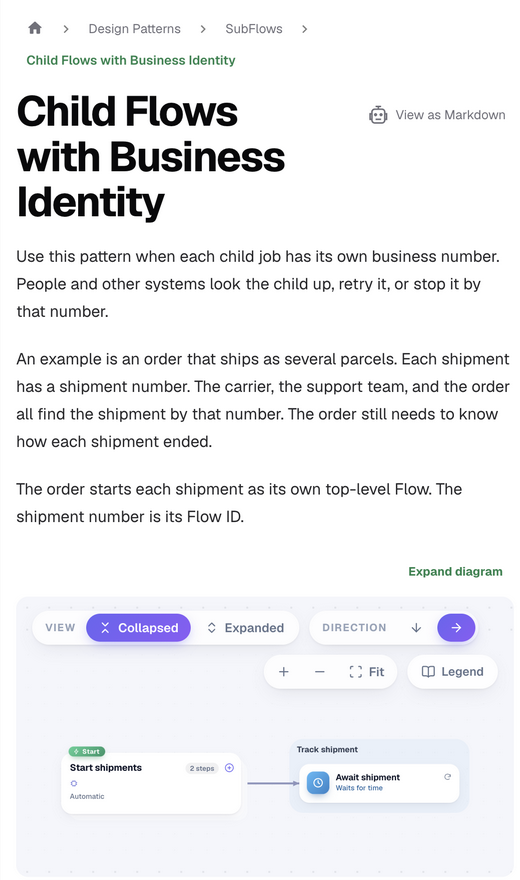 Design Patterns
SubFlows
Child Flows with Business Identity
Child Flows
with Business
Identity
View as Markdown
Use this pattern when each child job has its own business number.
People and other systems look the child up, retry it, or stop it by
that number.
An example is an order that ships as several parcels. Each shipment
has a shipment number. The carrier, the support team, and the order
all find the shipment by that number. The order still needs to know
how each shipment ended.
The order starts each shipment as its own top-level Flow. The
shipment number is its Flow ID.
Expand diagram
VIEW
Collapsed
Expanded
DIRECTION
Fit
Legend
Start
Start shipments
2 steps
Automatic
Track shipment
Await shipment
Waits for time